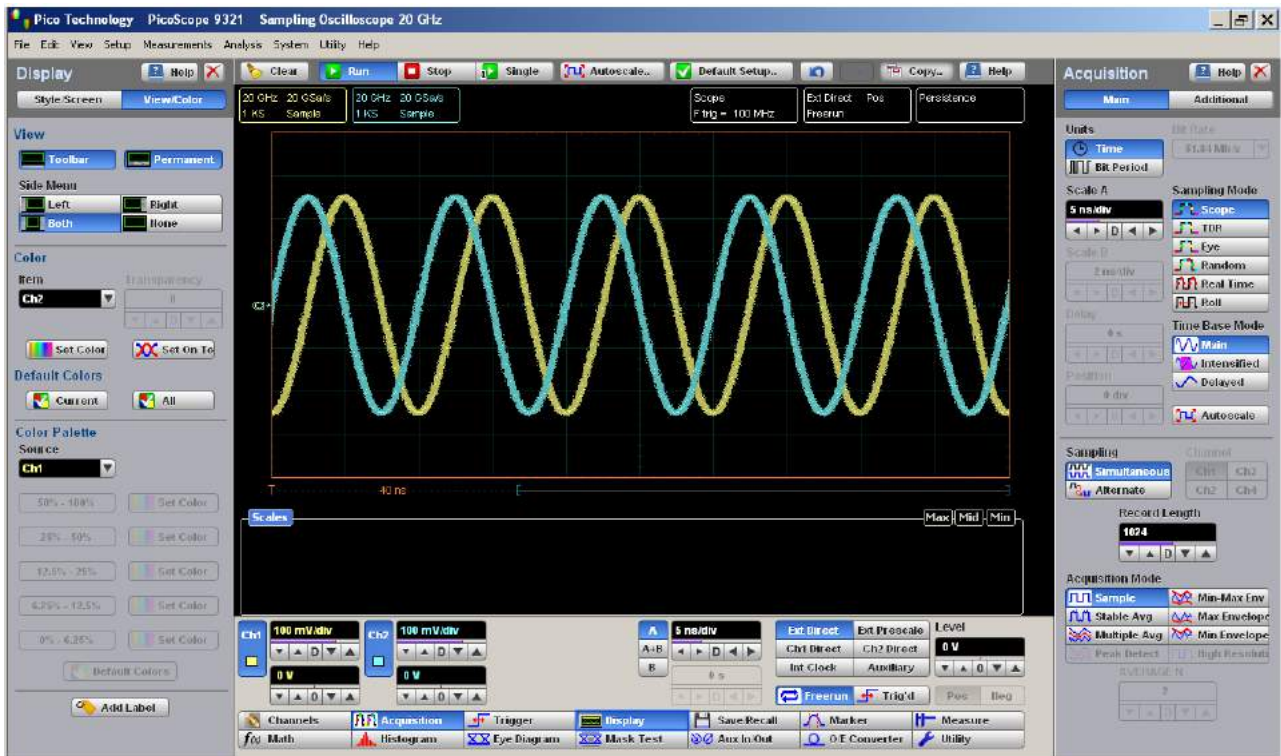 Pico Technology PicoScope 9321 Sampling Oscilloscope 20 GHz
File Edit View Setup Measurements Analysis System Utility Help
Display Help
Style/Screen View/Color
View
Toolbar Permanent
Side Menu
Left Right
Both None
Color
Item Transparency
Ch2 0
Set Color Set On To
Default Colors
Current All
Color Palette
Source
Ch1
50% - 100% Set Color
25% - 50% Set Color
12.5% - 25% Set Color
6.25% - 12.5% Set Color
0% - 6.25% Set Color
Default Colors
Add Label
Clear Run Stop Single Autoscale.. Default Setup.. Copy.. Help
20 GHz 20 GSa/s
1 KS Sample
20 GHz 20 GSa/s
1 KS Sample
Scope
F trig = 100 MHz
Ext Direct Pos
Freerun
Persistence
T 40 ns
Scales Max Mid Min
Ch1 100 mV/div Ch2 100 mV/div
D D
0 V 0 V
0 0
A 5 ns/div
A+B D
B 0 s
Ext Direct Ext Prescale Level
Ch1 Direct Ch2 Direct 0 V
Int Clock Auxiliary 0
Freerun Trig'd Pos Neg
Channels Acquisition Trigger Display Save/Recall Marker Measure
f(x) Math Histogram Eye Diagram Mask Test Aux In/Out O/E Converter Utility
Acquisition Help
Main Additional
Units Bit Rate
Time 51.84 Mb/s
Bit Period
Scale A Sampling Mode
5 ns/div Scope
D TDR
Scale B Eye
2 ns/div Random
Real Time
Roll
Delay Time Base Mode
0 s Main
Intensified
Position Delayed
0 div
Autoscale
Sampling Channel
Simultaneous Ch1 Ch3
Alternate Ch2 Ch4
Record Length
1024
D
Acquisition Mode
Sample Min-Max Env
Stable Avg Max Envelope
Multiple Avg Min Envelope
Peak Detect High Resoluti
AVERAGE N
2